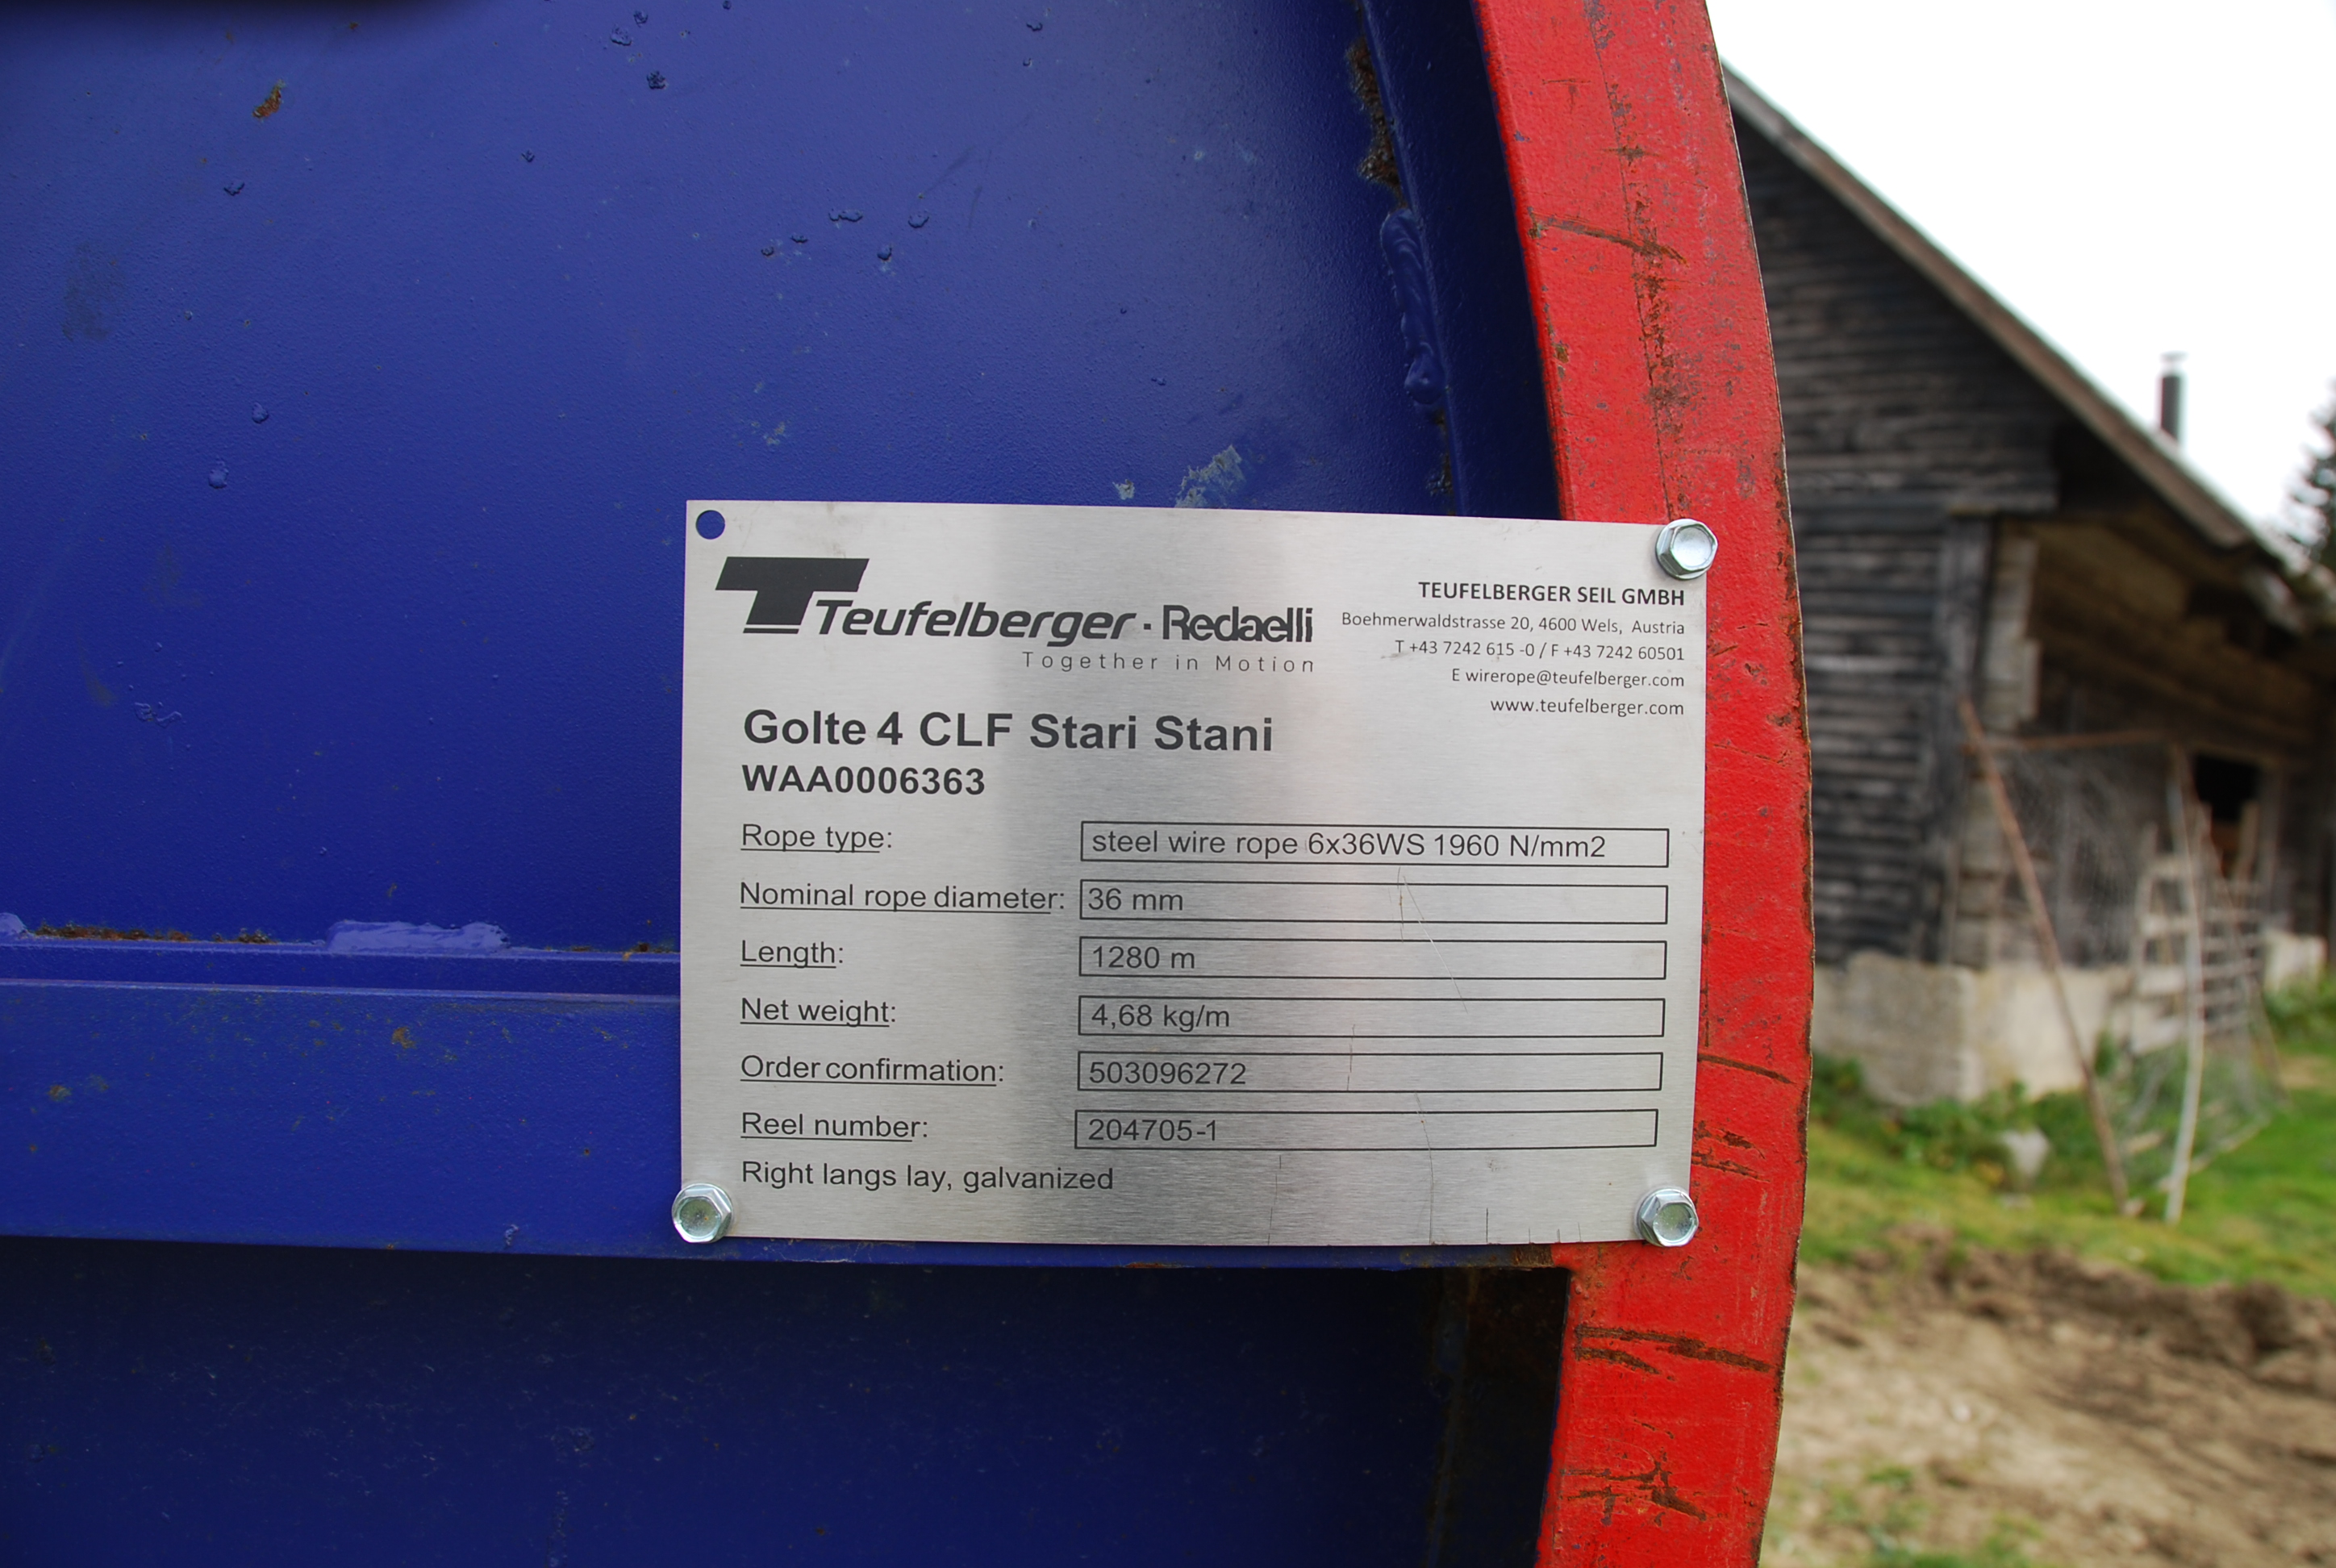 Teufelberger · Redaelli
Together in Motion
TEUFELBERGER SEIL GMBH
Boehmerwaldstrasse 20, 4600 Wels, Austria
T +43 7242 615 -0 / F +43 7242 60501
E wirerope@teufelberger.com
www.teufelberger.com
Golte 4 CLF Stari Stani
WAA0006363
Rope type: steel wire rope 6x36WS 1960 N/mm2
Nominal rope diameter: 36 mm
Length: 1280 m
Net weight: 4,68 kg/m
Order confirmation: 503096272
Reel number: 204705-1
Right langs lay, galvanized